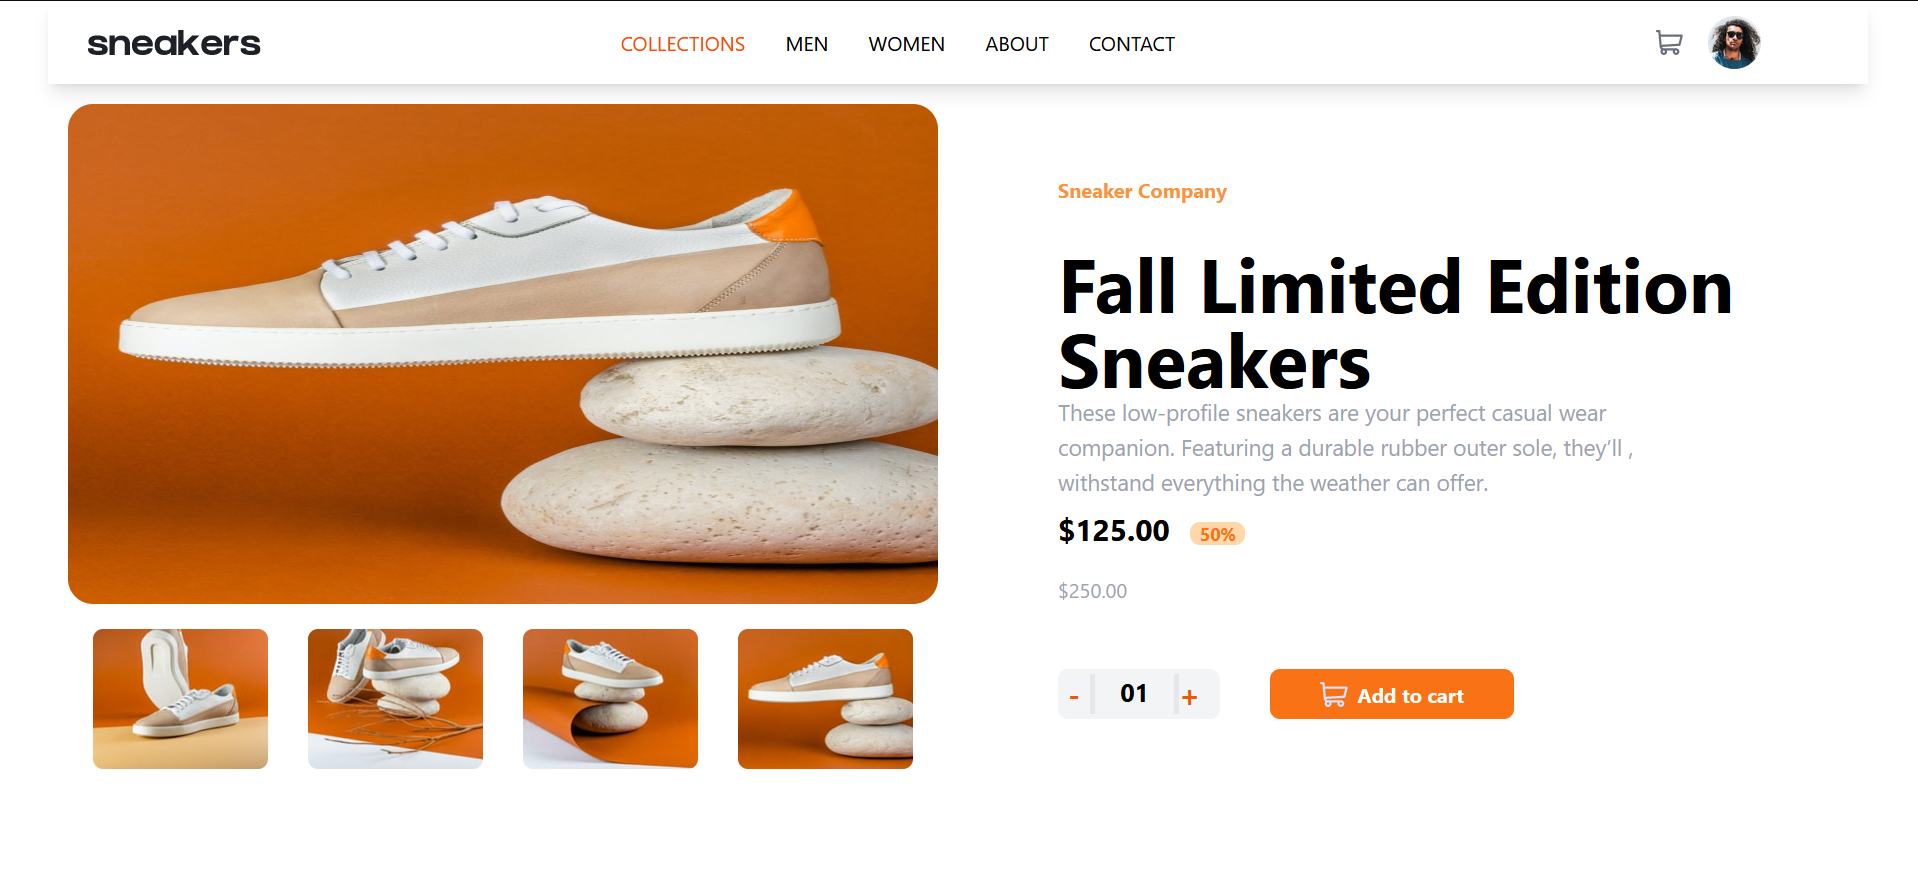 sneakers
COLLECTIONS MEN WOMEN ABOUT CONTACT
Sneaker Company
Fall Limited Edition
Sneakers
These low-profile sneakers are your perfect casual wear
companion. Featuring a durable rubber outer sole, they’ll ,
withstand everything the weather can offer.
$125.00 50%
$250.00
- 01 + Add to cart